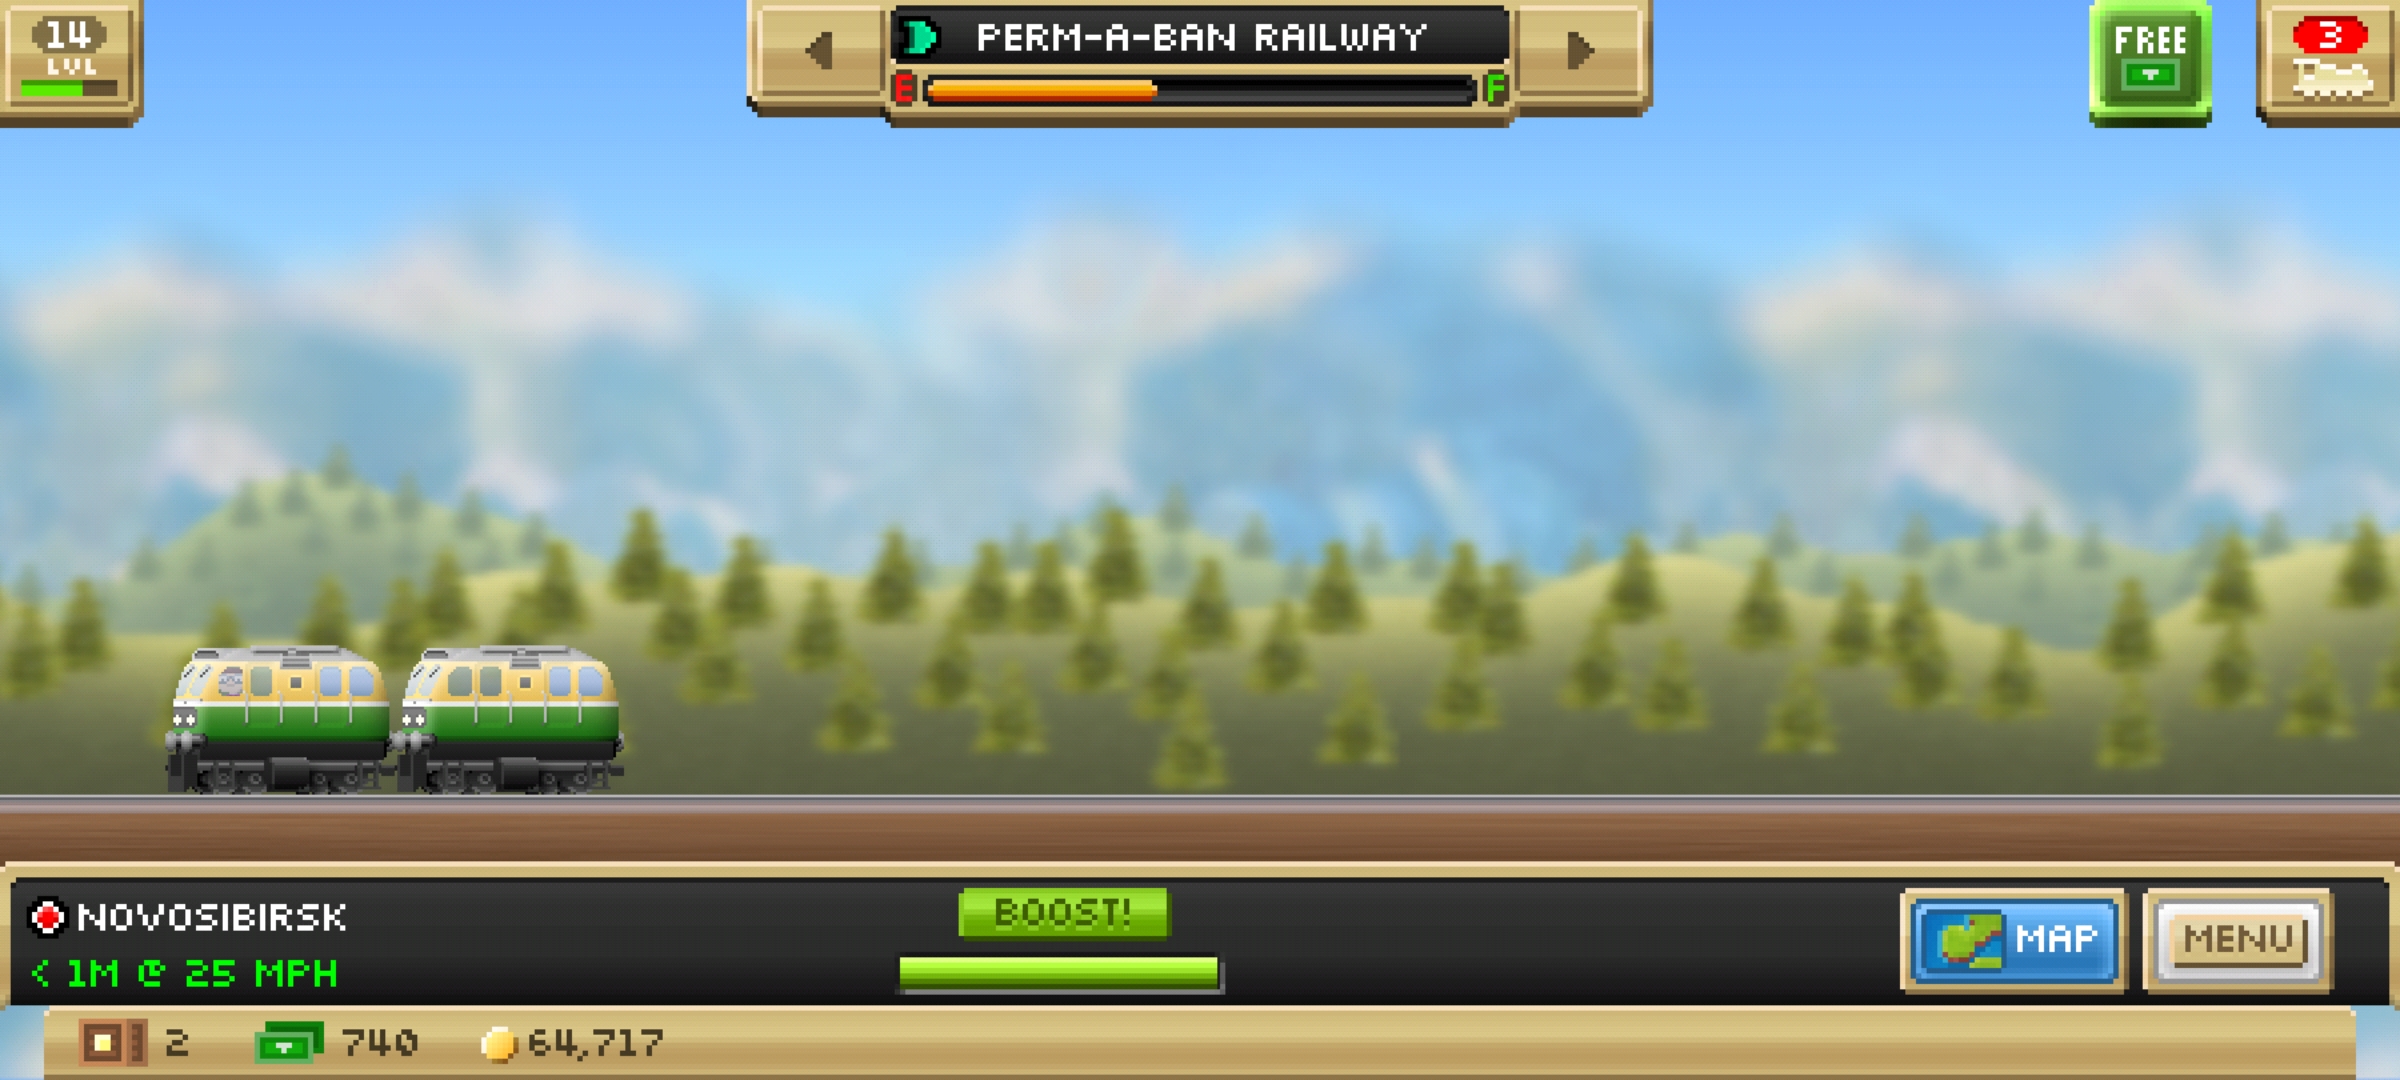 14
LVL
PERM-A-BAN RAILWAY
E F
FREE
3
NOVOSIBIRSK
< 1M @ 25 MPH
BOOST!
MAP
MENU
2 740 64,717